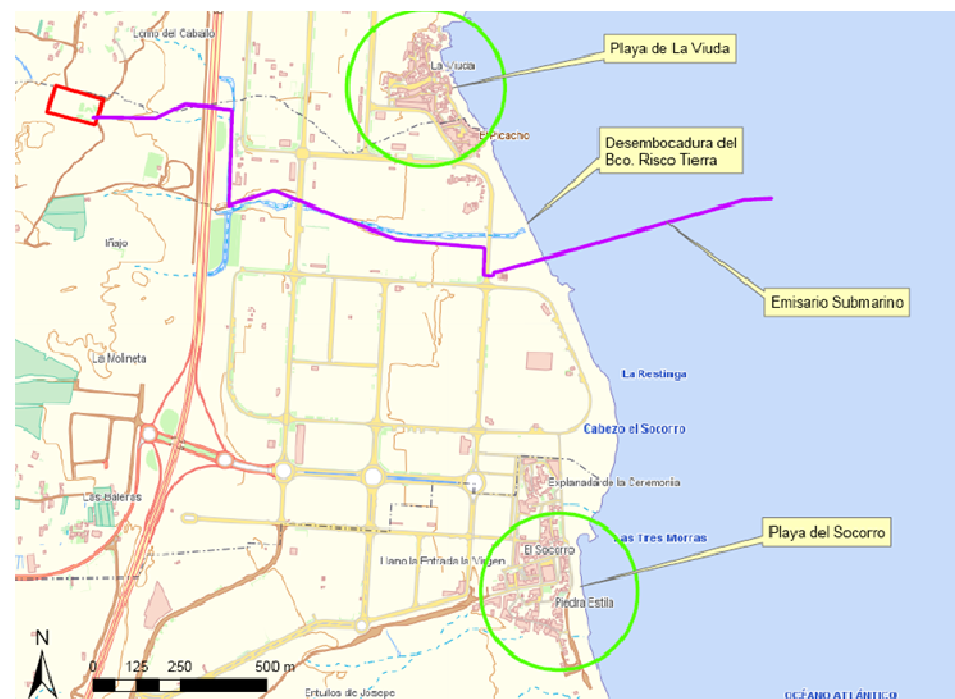 Lomo del Caballo
La Viuda
Playa de La Viuda
El Picacho
Desembocadura del
Bco. Risco Tierra
Iñajo
Emisario Submarino
La Molineta
La Restinga
Cabezo el Socorro
Explanada de la Ceremonia
Las Baleras
Las Tres Morras
Playa del Socorro
El Socorro
Llano la Entrada la Virgen
Piedra Estila
N
0 125 250 500 m
OCÉANO ATLÁNTICO